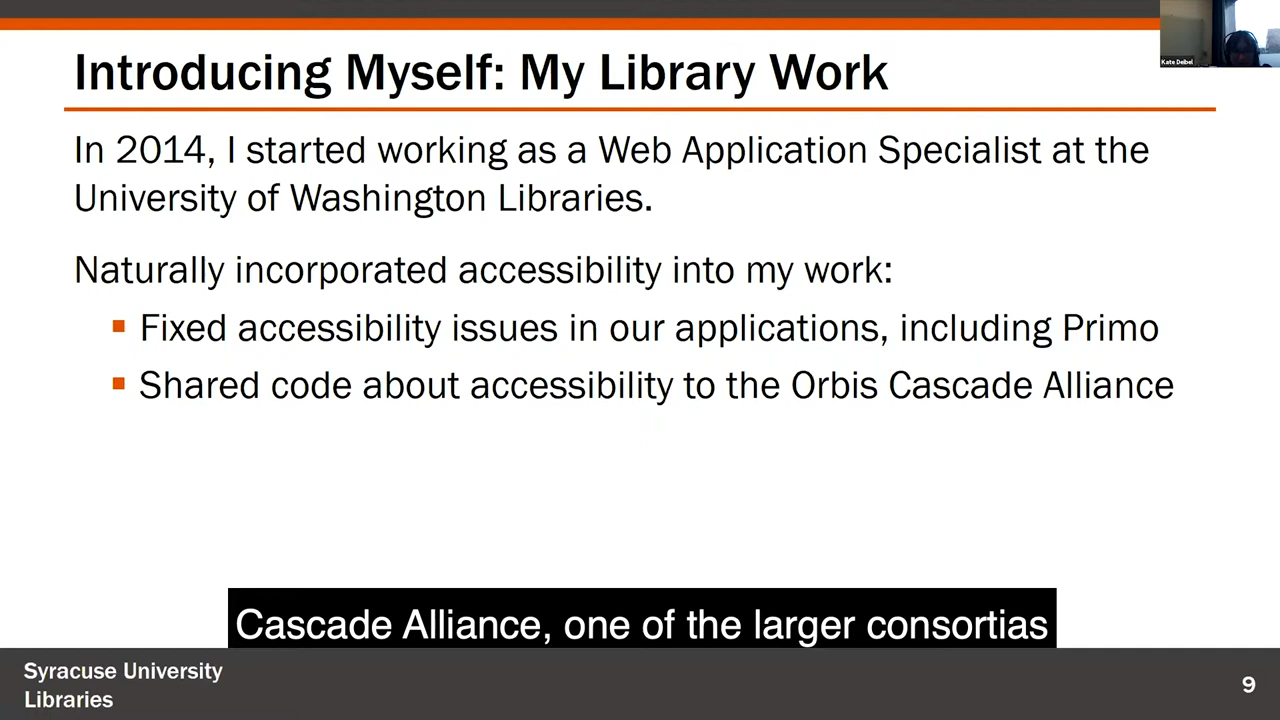 Kate Deibel
Introducing Myself: My Library Work
In 2014, I started working as a Web Application Specialist at the
University of Washington Libraries.
Naturally incorporated accessibility into my work:
▪ Fixed accessibility issues in our applications, including Primo
▪ Shared code about accessibility to the Orbis Cascade Alliance
Cascade Alliance, one of the larger consortias
Syracuse University
Libraries
9